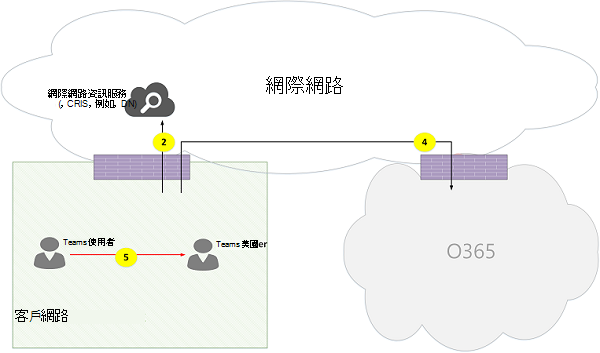 網際網路
網際網路資訊服務
(, CRIS, 例如, DN)
2
4
Teams 使用者
Teams 美國er
5
O365
客戶網路